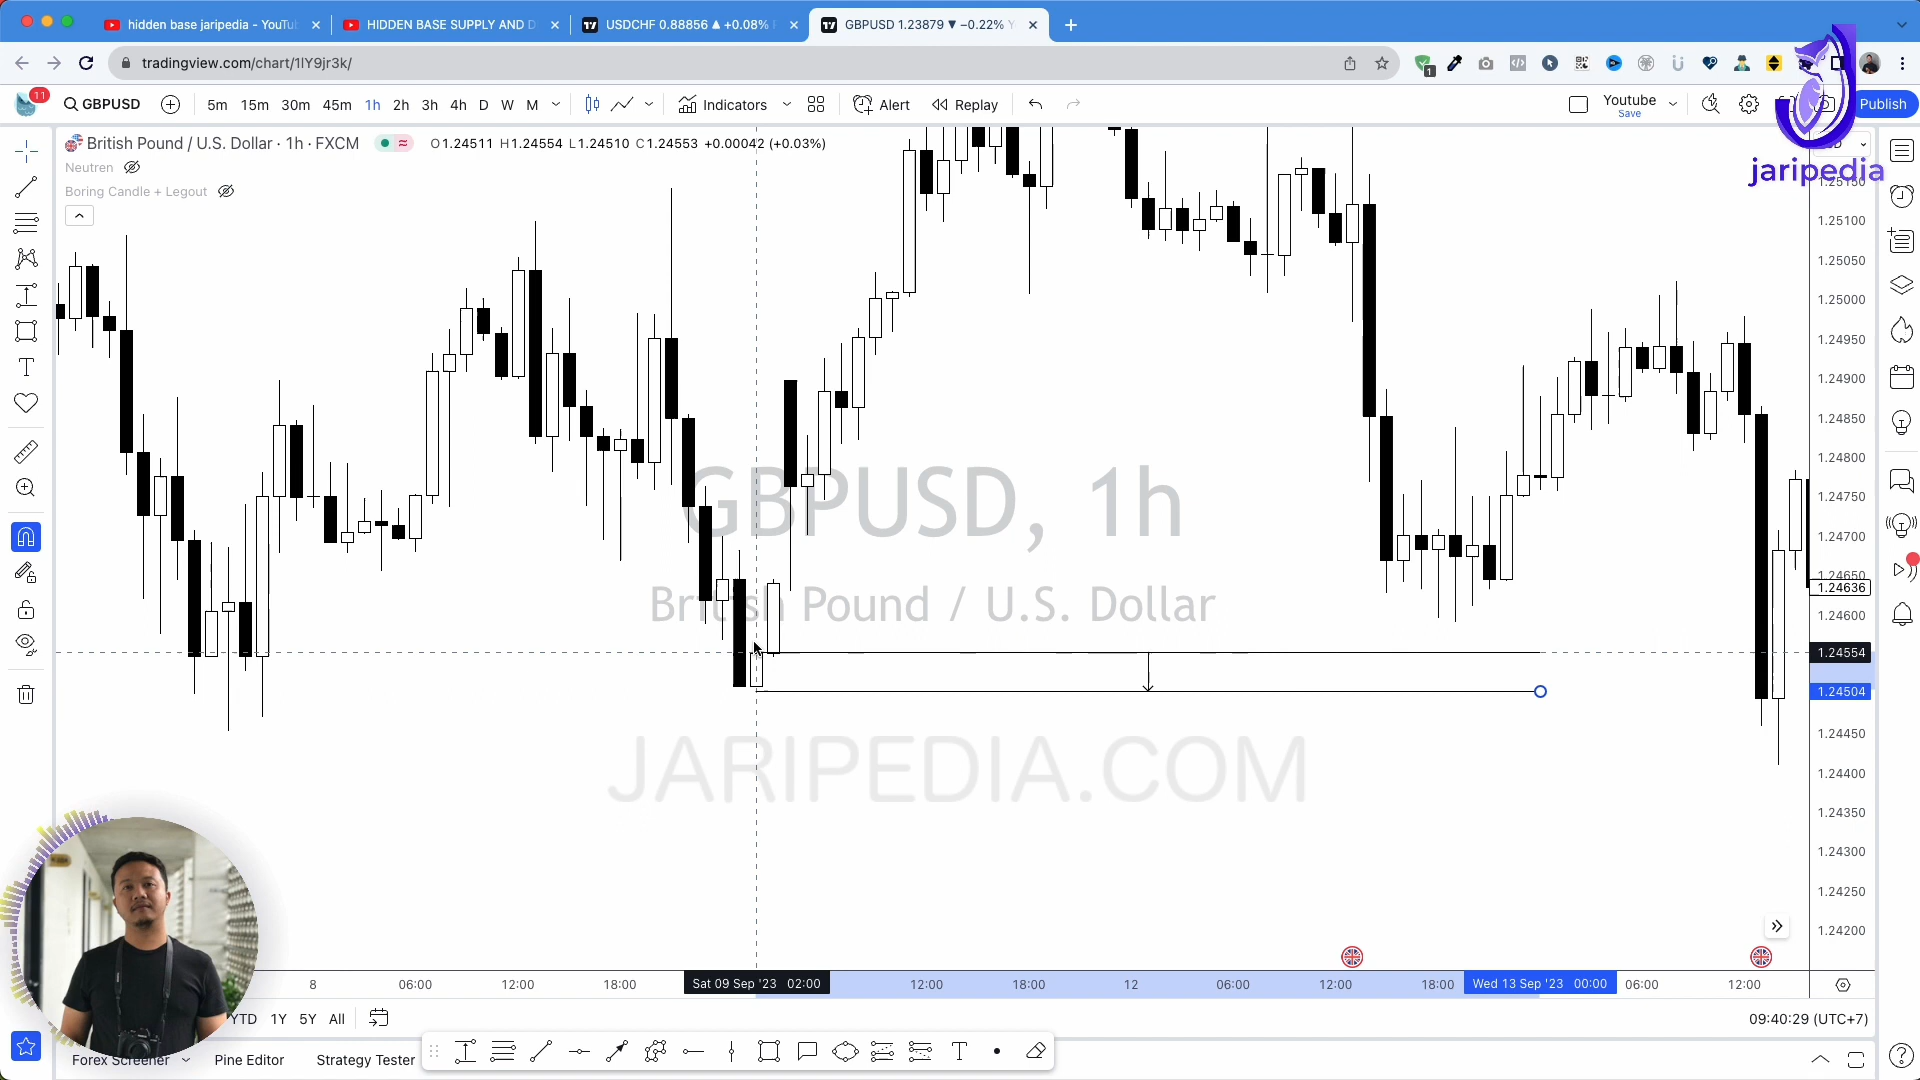 hidden base jaripedia - YouTu
HIDDEN BASE SUPPLY AND D
USDCHF 0.88856 ▲ +0.08%
GBPUSD 1.23879 ▼ −0.22% Y
tradingview.com/chart/1lY9jr3k/
1
11
GBPUSD
5m 15m 30m 45m 1h 2h 3h 4h D W M
Indicators
Alert
Replay
Youtube
Save
Publish
jaripedia
British Pound / U.S. Dollar · 1h · FXCM
O1.24511 H1.24554 L1.24510 C1.24553 +0.00042 (+0.03%)
Neutren
Boring Candle + Legout
GBPUSD, 1h
British Pound / U.S. Dollar
JARIPEDIA.COM
1.25150
1.25100
1.25050
1.25000
1.24950
1.24900
1.24850
1.24800
1.24750
1.24700
1.24650
1.24636
1.24600
1.24554
1.24504
1.24450
1.24400
1.24350
1.24300
1.24250
1.24200
8 06:00 12:00 18:00 Sat 09 Sep '23 02:00 12:00 18:00 12 06:00 12:00 18:00 Wed 13 Sep '23 00:00 06:00 12:00
YTD 1Y 5Y All
09:40:29 (UTC+7)
Forex Screener
Pine Editor
Strategy Tester